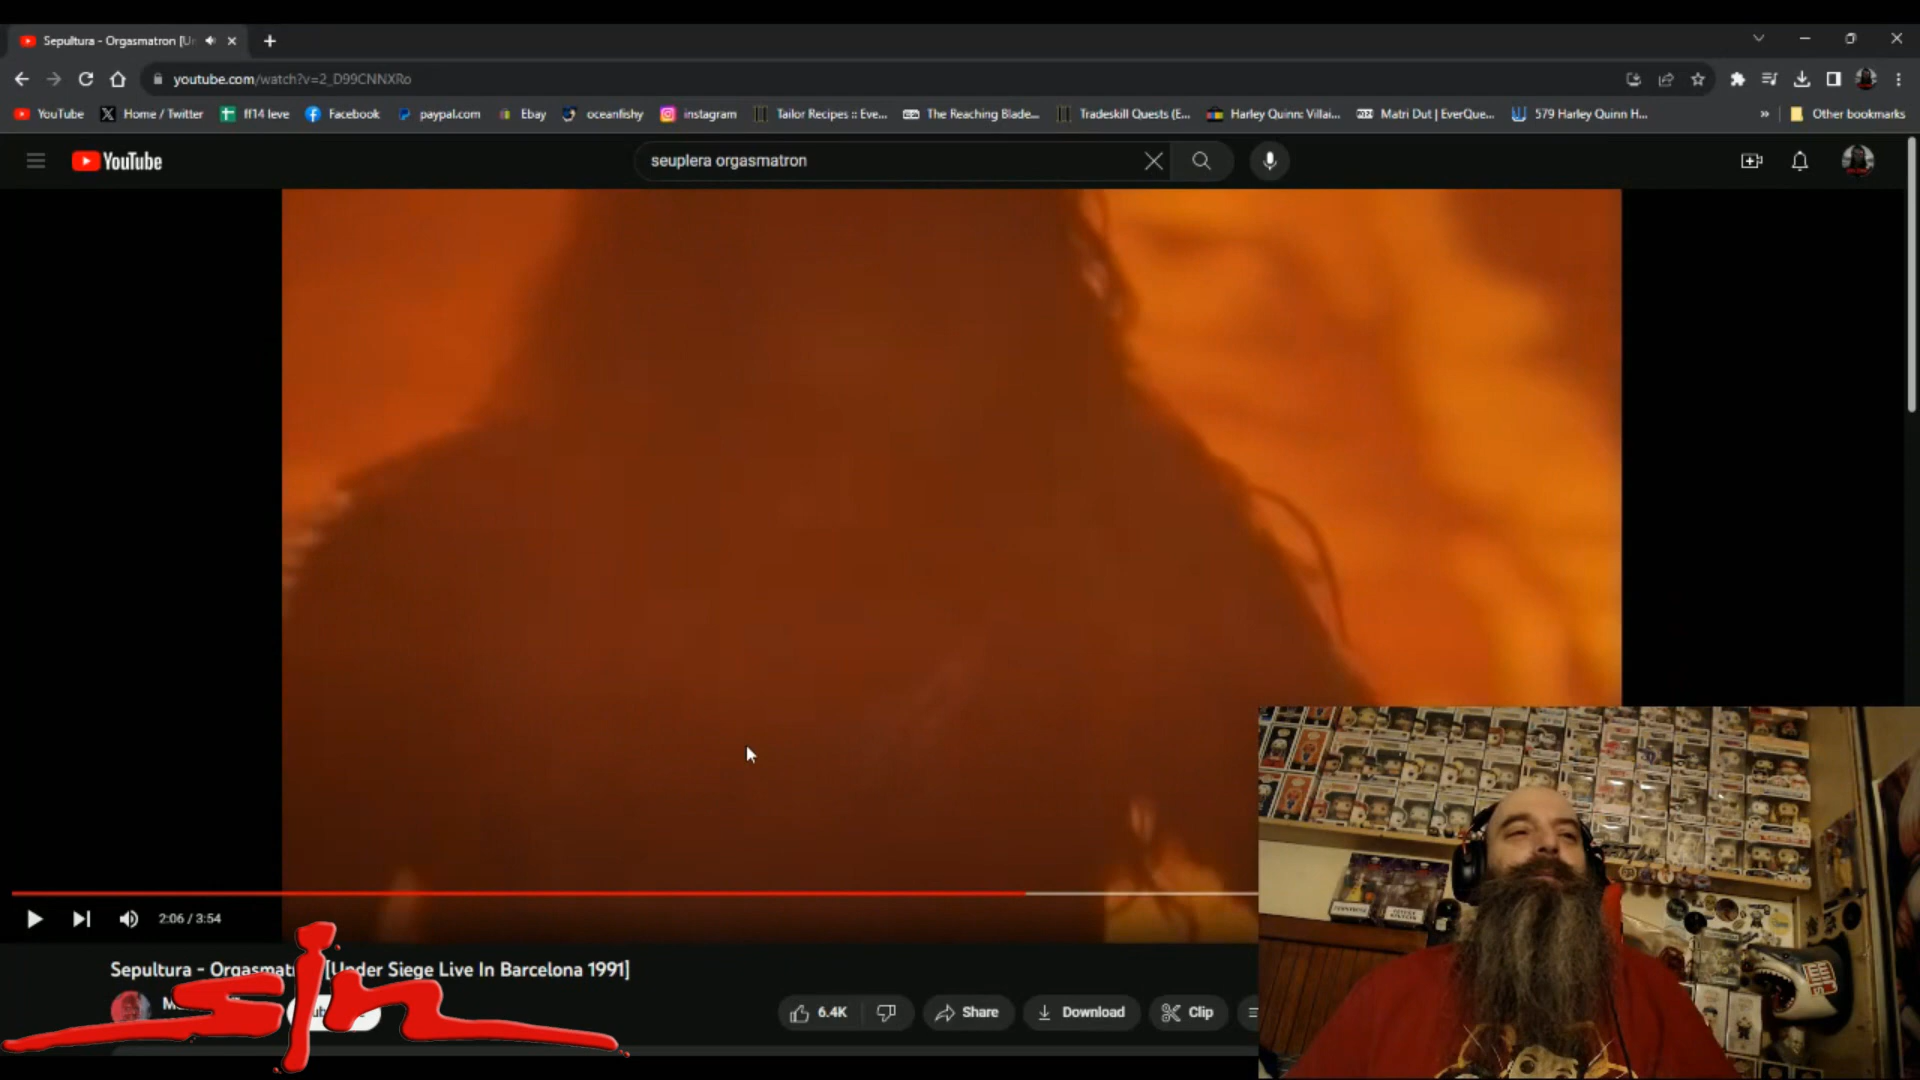 Sepultura - Orgasmatron [Un
youtube.com/watch?v=2_D99CNNXRo
YouTube
Home / Twitter
ff14 leve
Facebook
paypal.com
Ebay
oceanfishy
instagram
Tailor Recipes :: Eve...
The Reaching Blade...
Tradeskill Quests (E...
Harley Quinn: Villai...
Matri Dut | EverQue...
579 Harley Quinn H...
»
Other bookmarks
YouTube
seuplera orgasmatron
2:06 / 3:54
Sepultura - Orgasmat [Under Siege Live In Barcelona 1991]
sin
6.4K
Share
Download
Clip